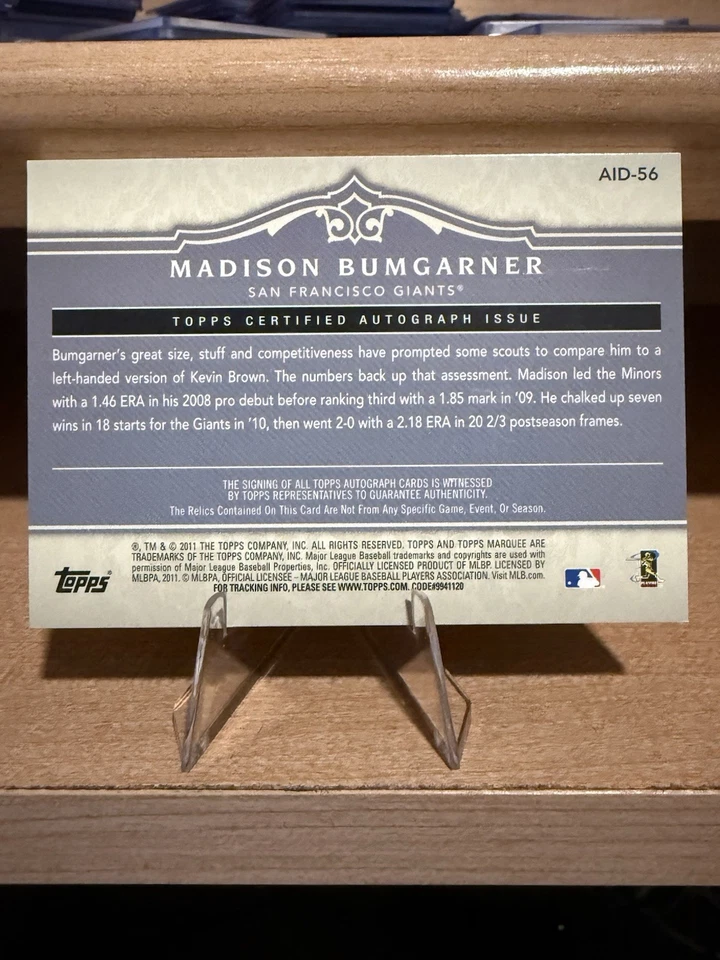 AID-56
MADISON BUMGARNER
SAN FRANCISCO GIANTS®
TOPPS CERTIFIED AUTOGRAPH ISSUE
Bumgarner's great size, stuff and competitiveness have prompted some scouts to compare him to a
left-handed version of Kevin Brown. The numbers back up that assessment. Madison led the Minors
with a 1.46 ERA in his 2008 pro debut before ranking third with a 1.85 mark in '09. He chalked up seven
wins in 18 starts for the Giants in '10, then went 2-0 with a 2.18 ERA in 20 2/3 postseason frames.
THE SIGNING OF ALL TOPPS AUTOGRAPH CARDS IS WITNESSED
BY TOPPS REPRESENTATIVES TO GUARANTEE AUTHENTICITY.
The Relics Contained On This Card Are Not From Any Specific Game, Event, Or Season.
®, TM & © 2011 THE TOPPS COMPANY, INC. ALL RIGHTS RESERVED. TOPPS AND TOPPS MARQUEE ARE
TRADEMARKS OF THE TOPPS COMPANY, INC. Major League Baseball trademarks and copyrights are used with
permission of Major League Baseball Properties, Inc. OFFICIALLY LICENSED PRODUCT OF MLBP. LICENSED BY
MLBPA, 2011. © MLBPA, OFFICIAL LICENSEE – MAJOR LEAGUE BASEBALL PLAYERS ASSOCIATION. Visit MLB.com.
FOR TRACKING INFO, PLEASE SEE WWW.TOPPS.COM. CODE#9941120
Topps®